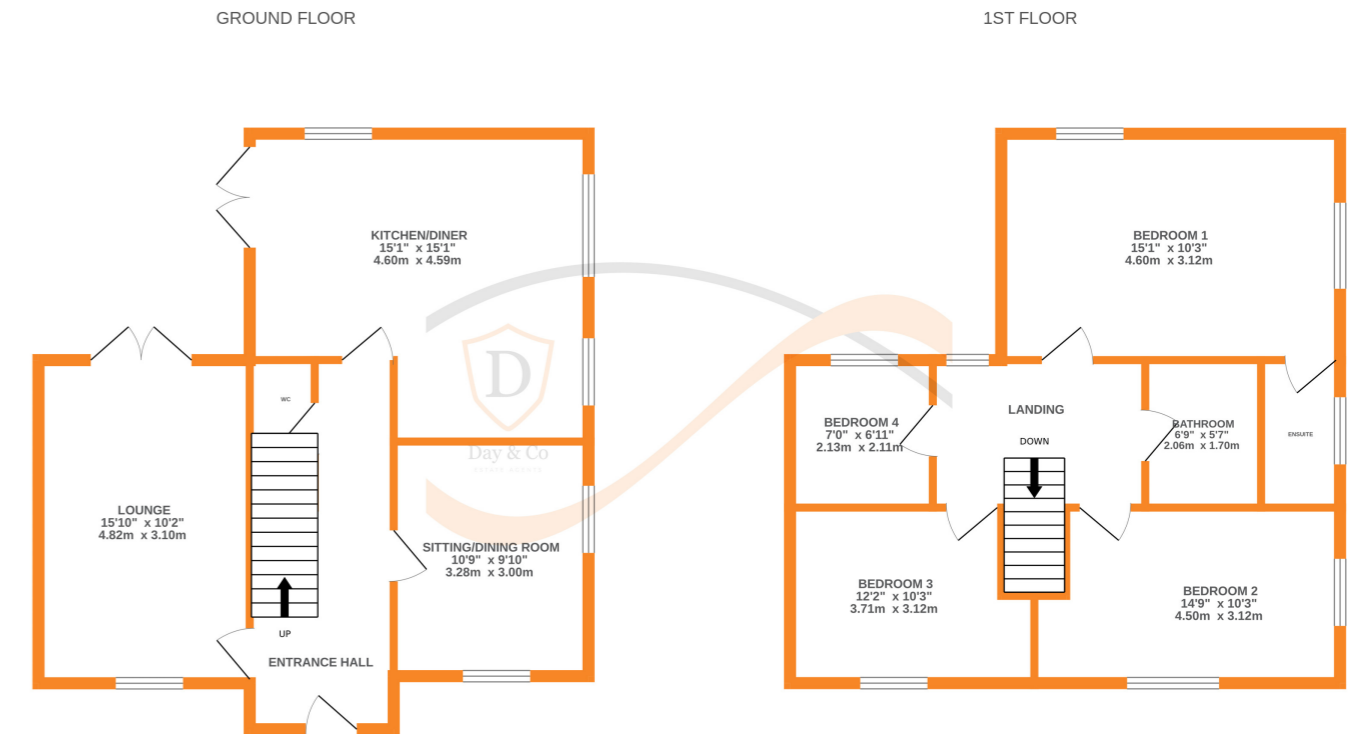 GROUND FLOOR
1ST FLOOR
KITCHEN/DINER
15'1" x 15'1"
4.60m x 4.59m
BEDROOM 1
15'1" x 10'3"
4.60m x 3.12m
D
Day & Co
ESTATE AGENTS
WC
LOUNGE
15'10" x 10'2"
4.82m x 3.10m
SITTING/DINING ROOM
10'9" x 9'10"
3.28m x 3.00m
UP
ENTRANCE HALL
BEDROOM 4
7'0" x 6'11"
2.13m x 2.11m
LANDING
DOWN
BATHROOM
6'9" x 5'7"
2.06m x 1.70m
ENSUITE
BEDROOM 3
12'2" x 10'3"
3.71m x 3.12m
BEDROOM 2
14'9" x 10'3"
4.50m x 3.12m